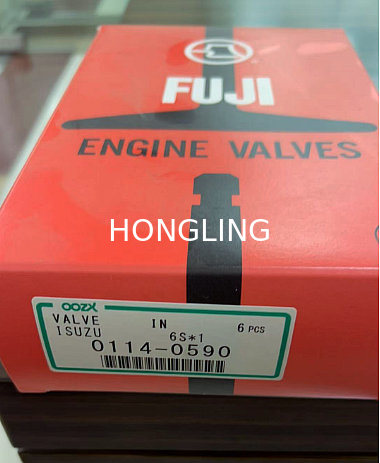 FUJI
ENGINE VALVES
HONGLING
OOZX
VALVE IN 6 PCS
ISUZU 6S*1
0114-0590